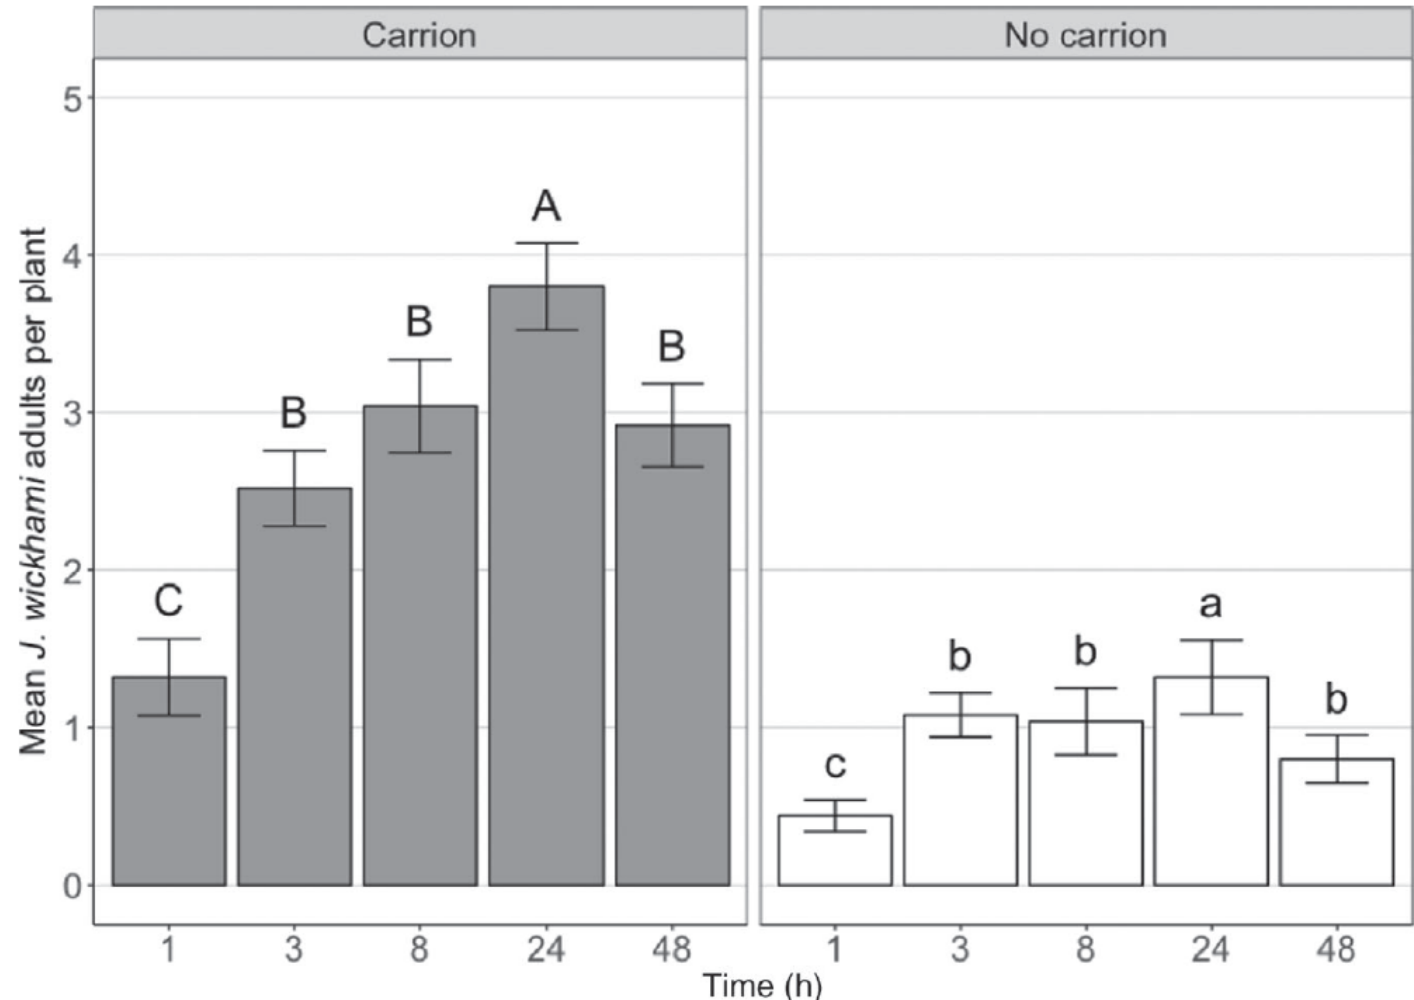 Carrion
No carrion
Mean J. wickhami adults per plant
5
4
3
2
1
0
C
B
B
A
B
c
b
b
a
b
1 3 8 24 48
1 3 8 24 48
Time (h)